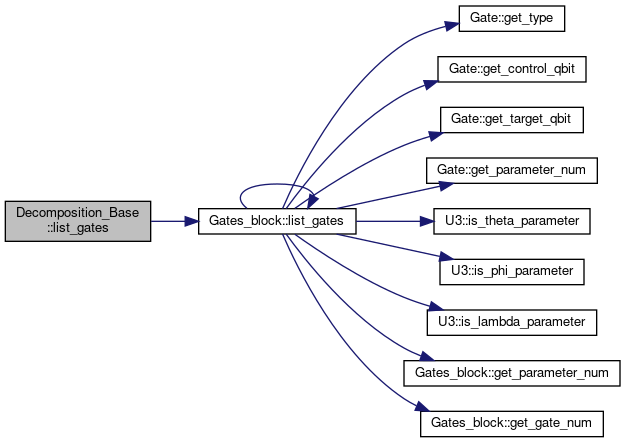 Decomposition_Base
::list_gates
Gates_block::list_gates
Gate::get_type
Gate::get_control_qbit
Gate::get_target_qbit
Gate::get_parameter_num
U3::is_theta_parameter
U3::is_phi_parameter
U3::is_lambda_parameter
Gates_block::get_parameter_num
Gates_block::get_gate_num